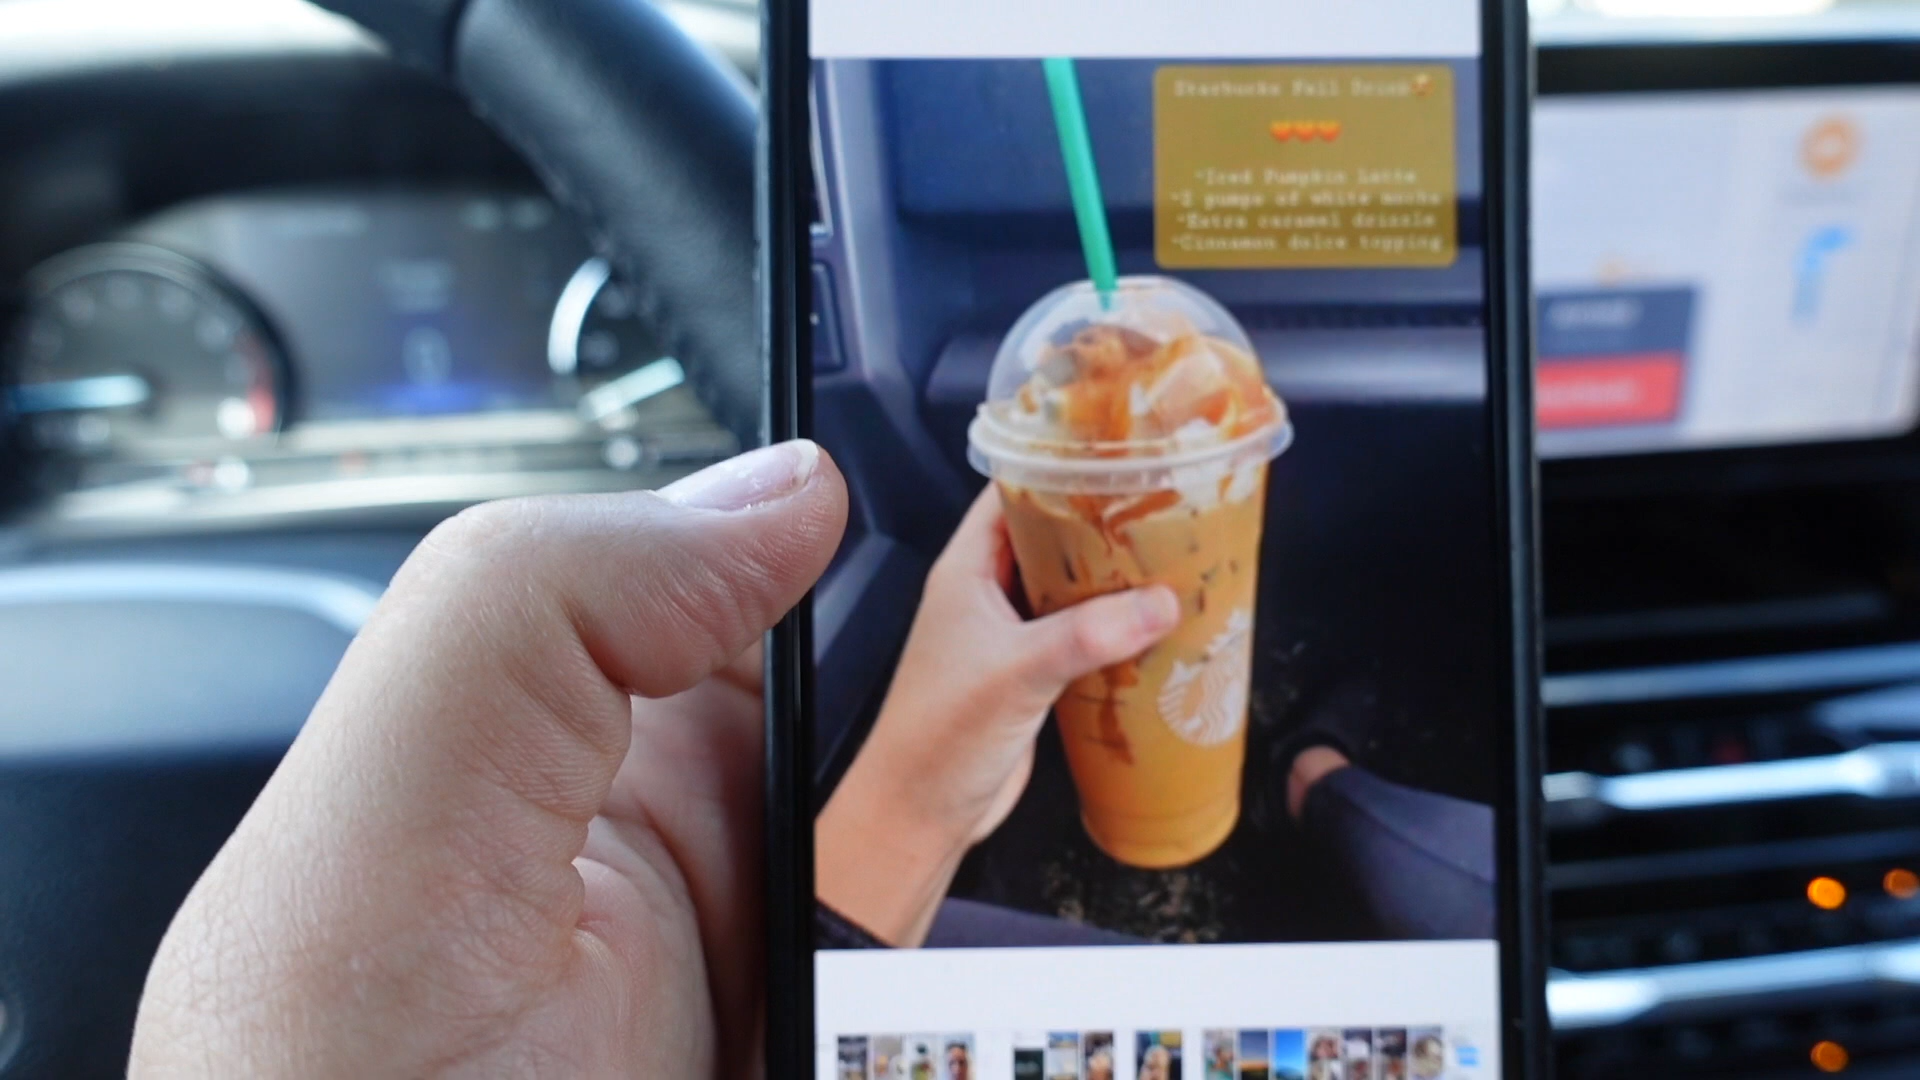 Starbucks Fall Drink
*Iced Pumpkin Latte
*2 pumps of white mocha
*Extra caramel drizzle
*Cinnamon dolce topping